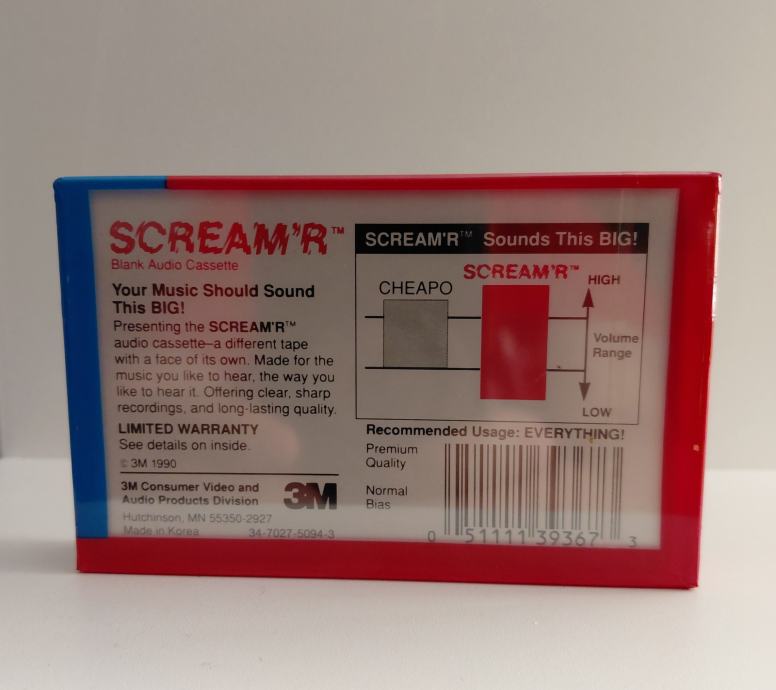 SCREAM'R™
Blank Audio Cassette
Your Music Should Sound
This BIG!
Presenting the SCREAM'R™
audio cassette—a different tape
with a face of its own. Made for the
music you like to hear, the way you
like to hear it. Offering clear, sharp
recordings, and long-lasting quality.
LIMITED WARRANTY
See details on inside.
© 3M 1990
3M Consumer Video and
Audio Products Division
3M
Hutchinson, MN 55350-2927
Made in Korea 34-7027-5094-3
SCREAM'R™ Sounds This BIG!
SCREAM'R™
CHEAPO
HIGH
Volume
Range
LOW
Recommended Usage: EVERYTHING!
Premium
Quality
Normal
Bias
0 51111 39367 3